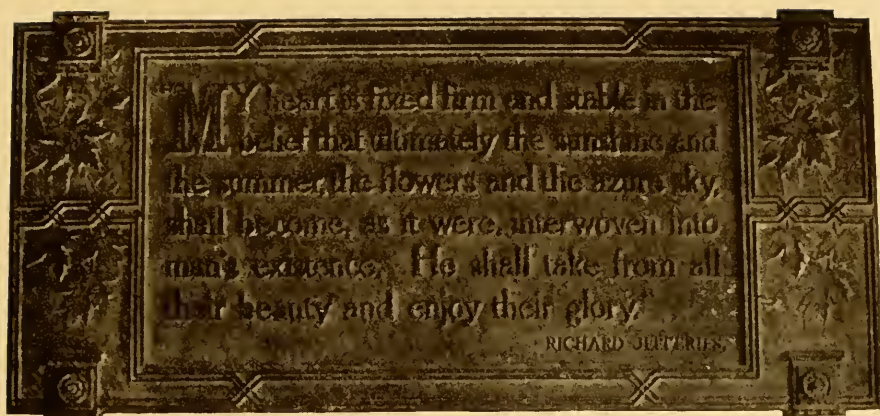 MY heart is fixed firm and stable in the
belief that ultimately the sunshine and
the summer, the flowers and the azure sky,
shall become, as it were, interwoven into
man's existence. He shall take from all
their beauty and enjoy their glory.
RICHARD JEFFERIES.